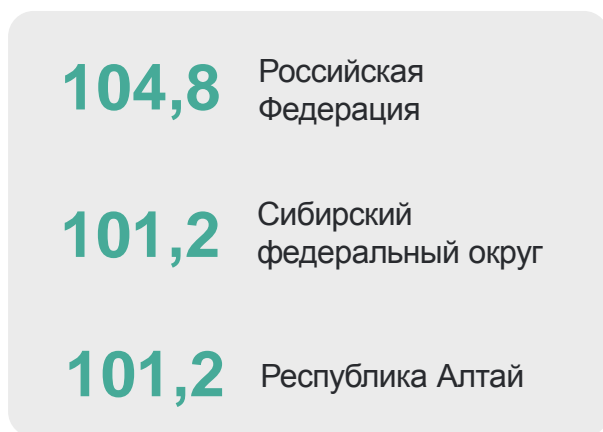 104,8
Российская
Федерация
101,2
Сибирский
федеральный округ
101,2
Республика Алтай